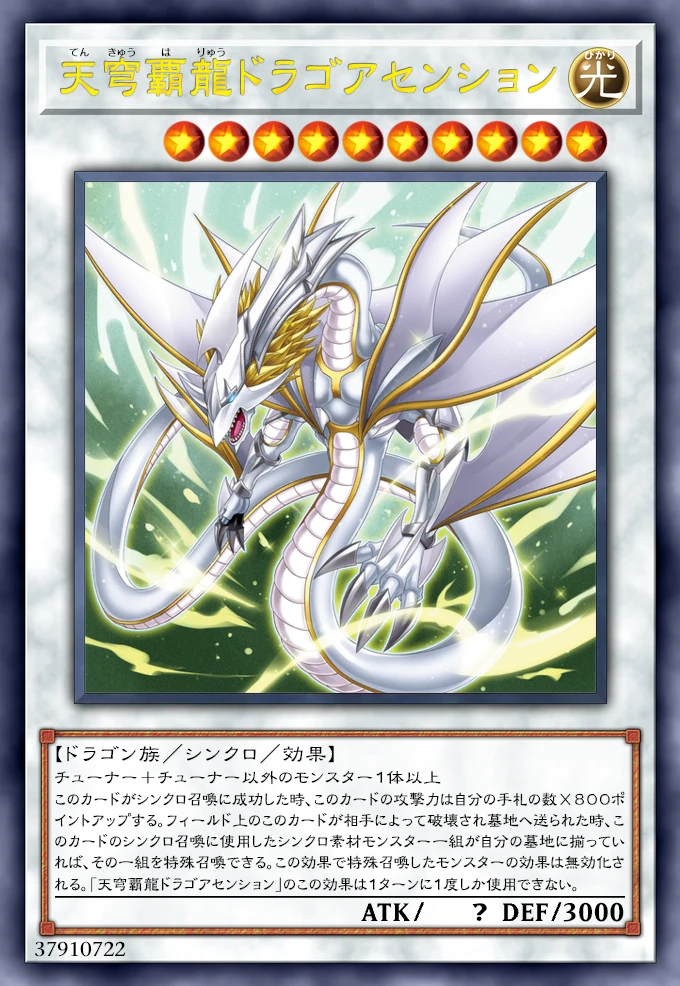 てん きゅう は りゅう
天穹覇龍ドラゴアセンション
ひかり
光
【ドラゴン族／シンクロ／効果】
チューナー＋チューナー以外のモンスター１体以上
このカードがシンクロ召喚に成功した時、このカードの攻撃力は自分の手札の数×８００ポ
イントアップする。フィールド上のこのカードが相手によって破壊され墓地へ送られた時、こ
のカードのシンクロ召喚に使用したシンクロ素材モンスター一組が自分の墓地に揃ってい
れば、その一組を特殊召喚できる。この効果で特殊召喚したモンスターの効果は無効化さ
れる。「天穹覇龍ドラゴアセンション」のこの効果は１ターンに１度しか使用できない。
ATK/ ? DEF/3000
37910722